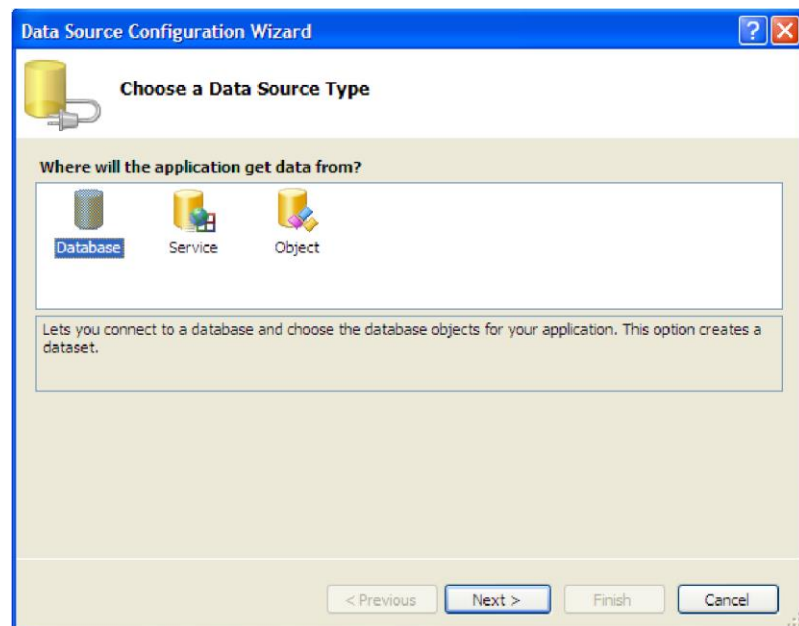 Data Source Configuration Wizard
Choose a Data Source Type
Where will the application get data from?
Database
Service
Object
Lets you connect to a database and choose the database objects for your application. This option creates a
dataset.
< Previous
Next >
Finish
Cancel